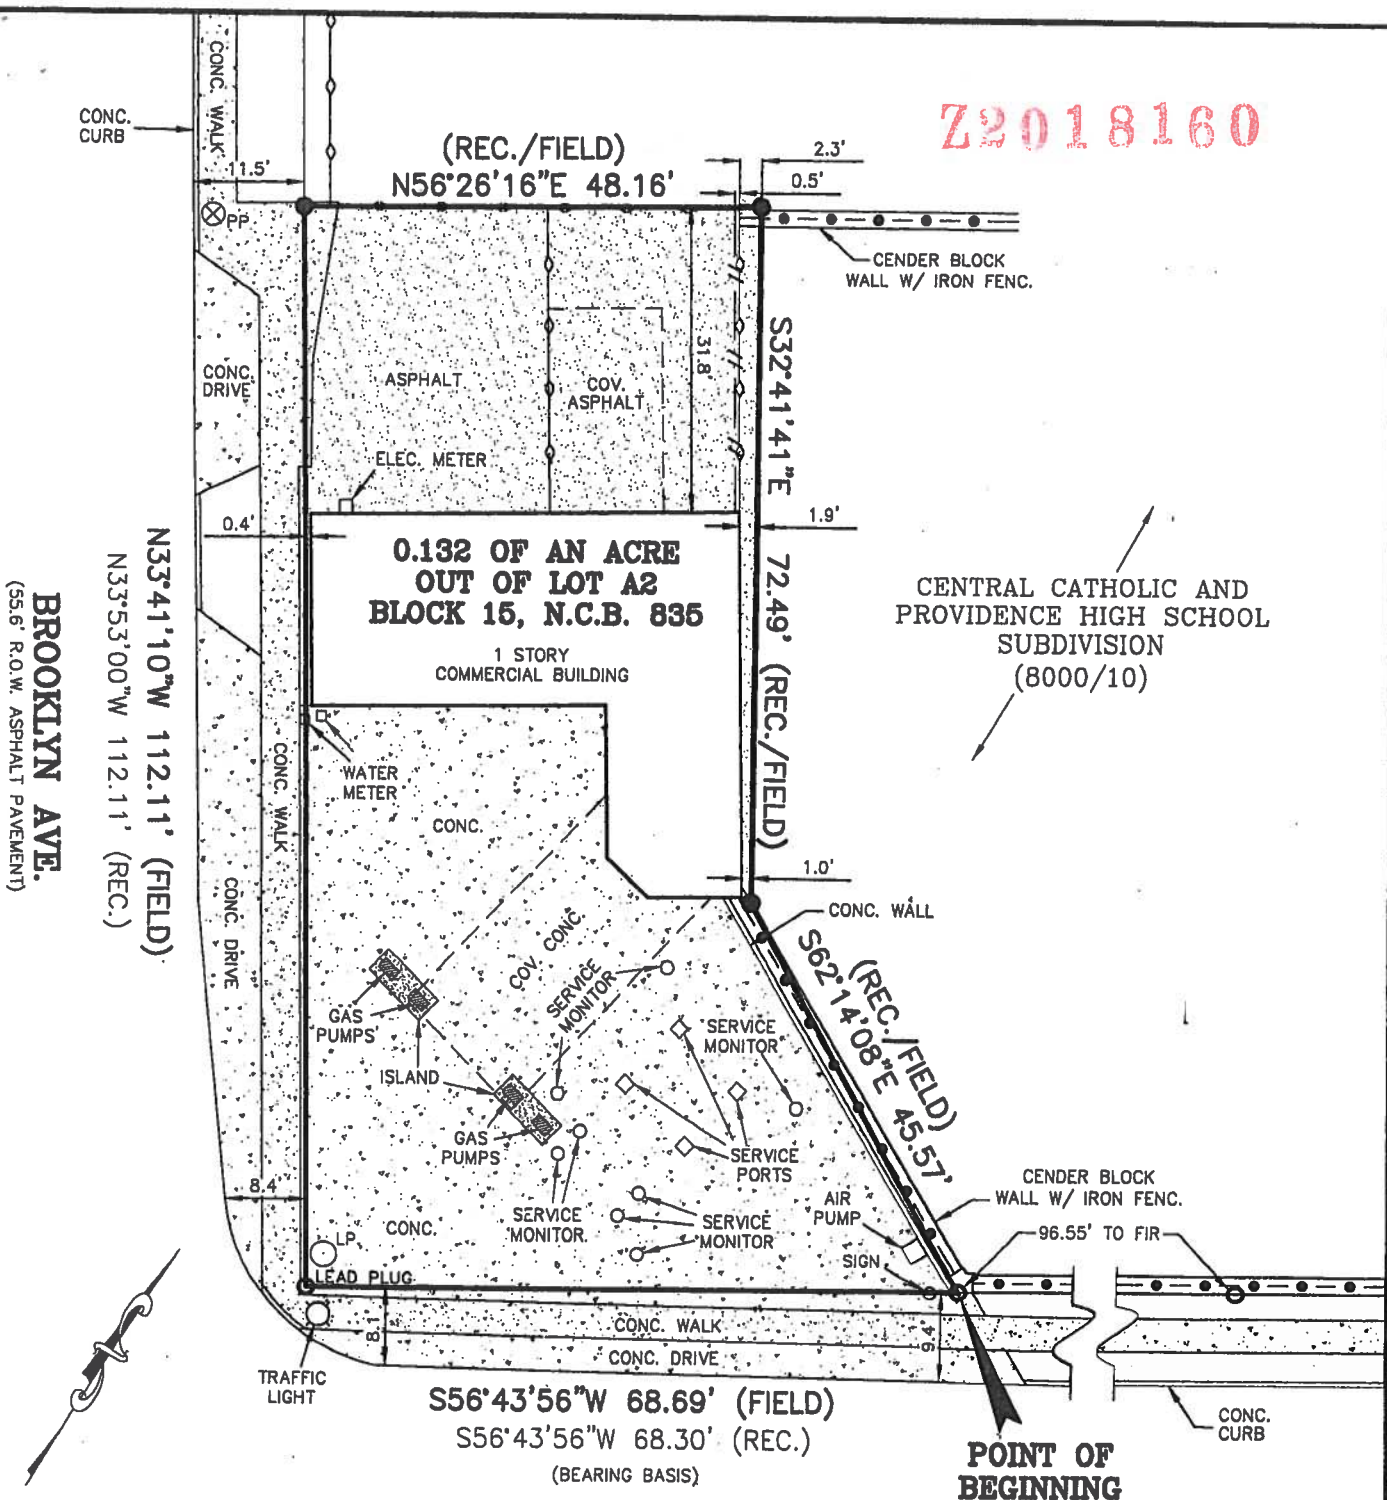 Z2018160
CONC. WALK
CONC.
CURB
11.5'
PP
(REC./FIELD)
N56°26'16"E 48.16'
2.3'
0.5'
CENDER BLOCK
WALL W/ IRON FENC.
S32°41'41"E 72.49' (REC./FIELD)
31.8'
CONC.
DRIVE
ASPHALT
COV.
ASPHALT
ELEC. METER
0.4'
1.9'
0.132 OF AN ACRE
OUT OF LOT A2
BLOCK 15, N.C.B. 835
1 STORY
COMMERCIAL BUILDING
CENTRAL CATHOLIC AND
PROVIDENCE HIGH SCHOOL
SUBDIVISION
(8000/10)
N33°41'10"W 112.11' (FIELD)
N33°53'00"W 112.11' (REC.)
BROOKLYN AVE.
(55.6' R.O.W. ASPHALT PAVEMENT)
CONC. WALK
WATER
METER
CONC.
CONC. DRIVE
1.0'
CONC. WALL
COV. CONC.
(REC./FIELD)
S62°14'08"E 45.57'
SERVICE
MONITOR
GAS
PUMPS
SERVICE
MONITOR
ISLAND
GAS
PUMPS
SERVICE
PORTS
CENDER BLOCK
WALL W/ IRON FENC.
AIR
PUMP
8.4
CONC.
SERVICE
MONITOR
SERVICE
MONITOR
96.55' TO FIR
SIGN
LP
LEAD PLUG
8.1'
CONC. WALK
9.4'
CONC. DRIVE
TRAFFIC
LIGHT
S56°43'56"W 68.69' (FIELD)
S56°43'56"W 68.30' (REC.)
(BEARING BASIS)
CONC.
CURB
POINT OF
BEGINNING